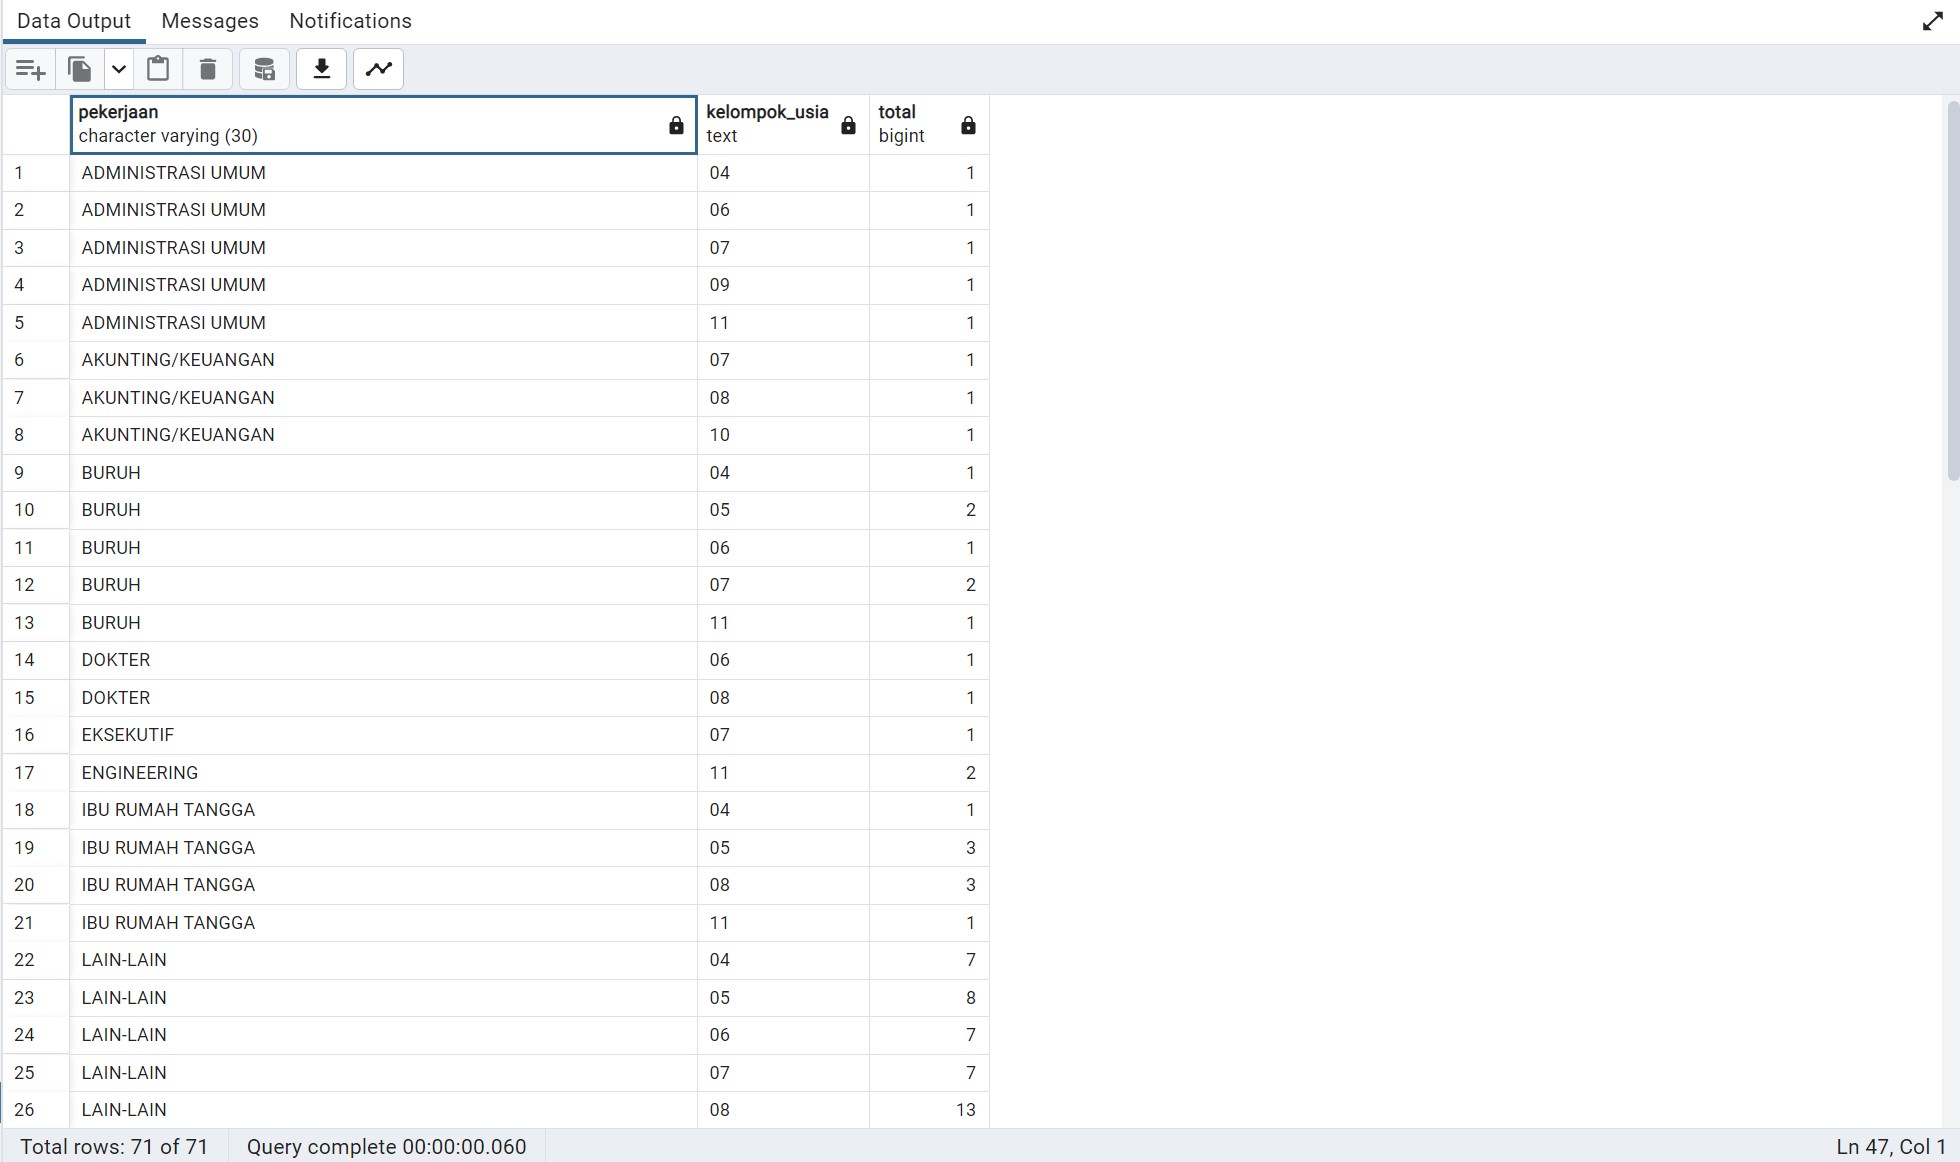 Data Output Messages Notifications
pekerjaan kelompok_usia total
character varying (30) text bigint
1 ADMINISTRASI UMUM 04 1
2 ADMINISTRASI UMUM 06 1
3 ADMINISTRASI UMUM 07 1
4 ADMINISTRASI UMUM 09 1
5 ADMINISTRASI UMUM 11 1
6 AKUNTING/KEUANGAN 07 1
7 AKUNTING/KEUANGAN 08 1
8 AKUNTING/KEUANGAN 10 1
9 BURUH 04 1
10 BURUH 05 2
11 BURUH 06 1
12 BURUH 07 2
13 BURUH 11 1
14 DOKTER 06 1
15 DOKTER 08 1
16 EKSEKUTIF 07 1
17 ENGINEERING 11 2
18 IBU RUMAH TANGGA 04 1
19 IBU RUMAH TANGGA 05 3
20 IBU RUMAH TANGGA 08 3
21 IBU RUMAH TANGGA 11 1
22 LAIN-LAIN 04 7
23 LAIN-LAIN 05 8
24 LAIN-LAIN 06 7
25 LAIN-LAIN 07 7
26 LAIN-LAIN 08 13
Total rows: 71 of 71 Query complete 00:00:00.060 Ln 47, Col 1